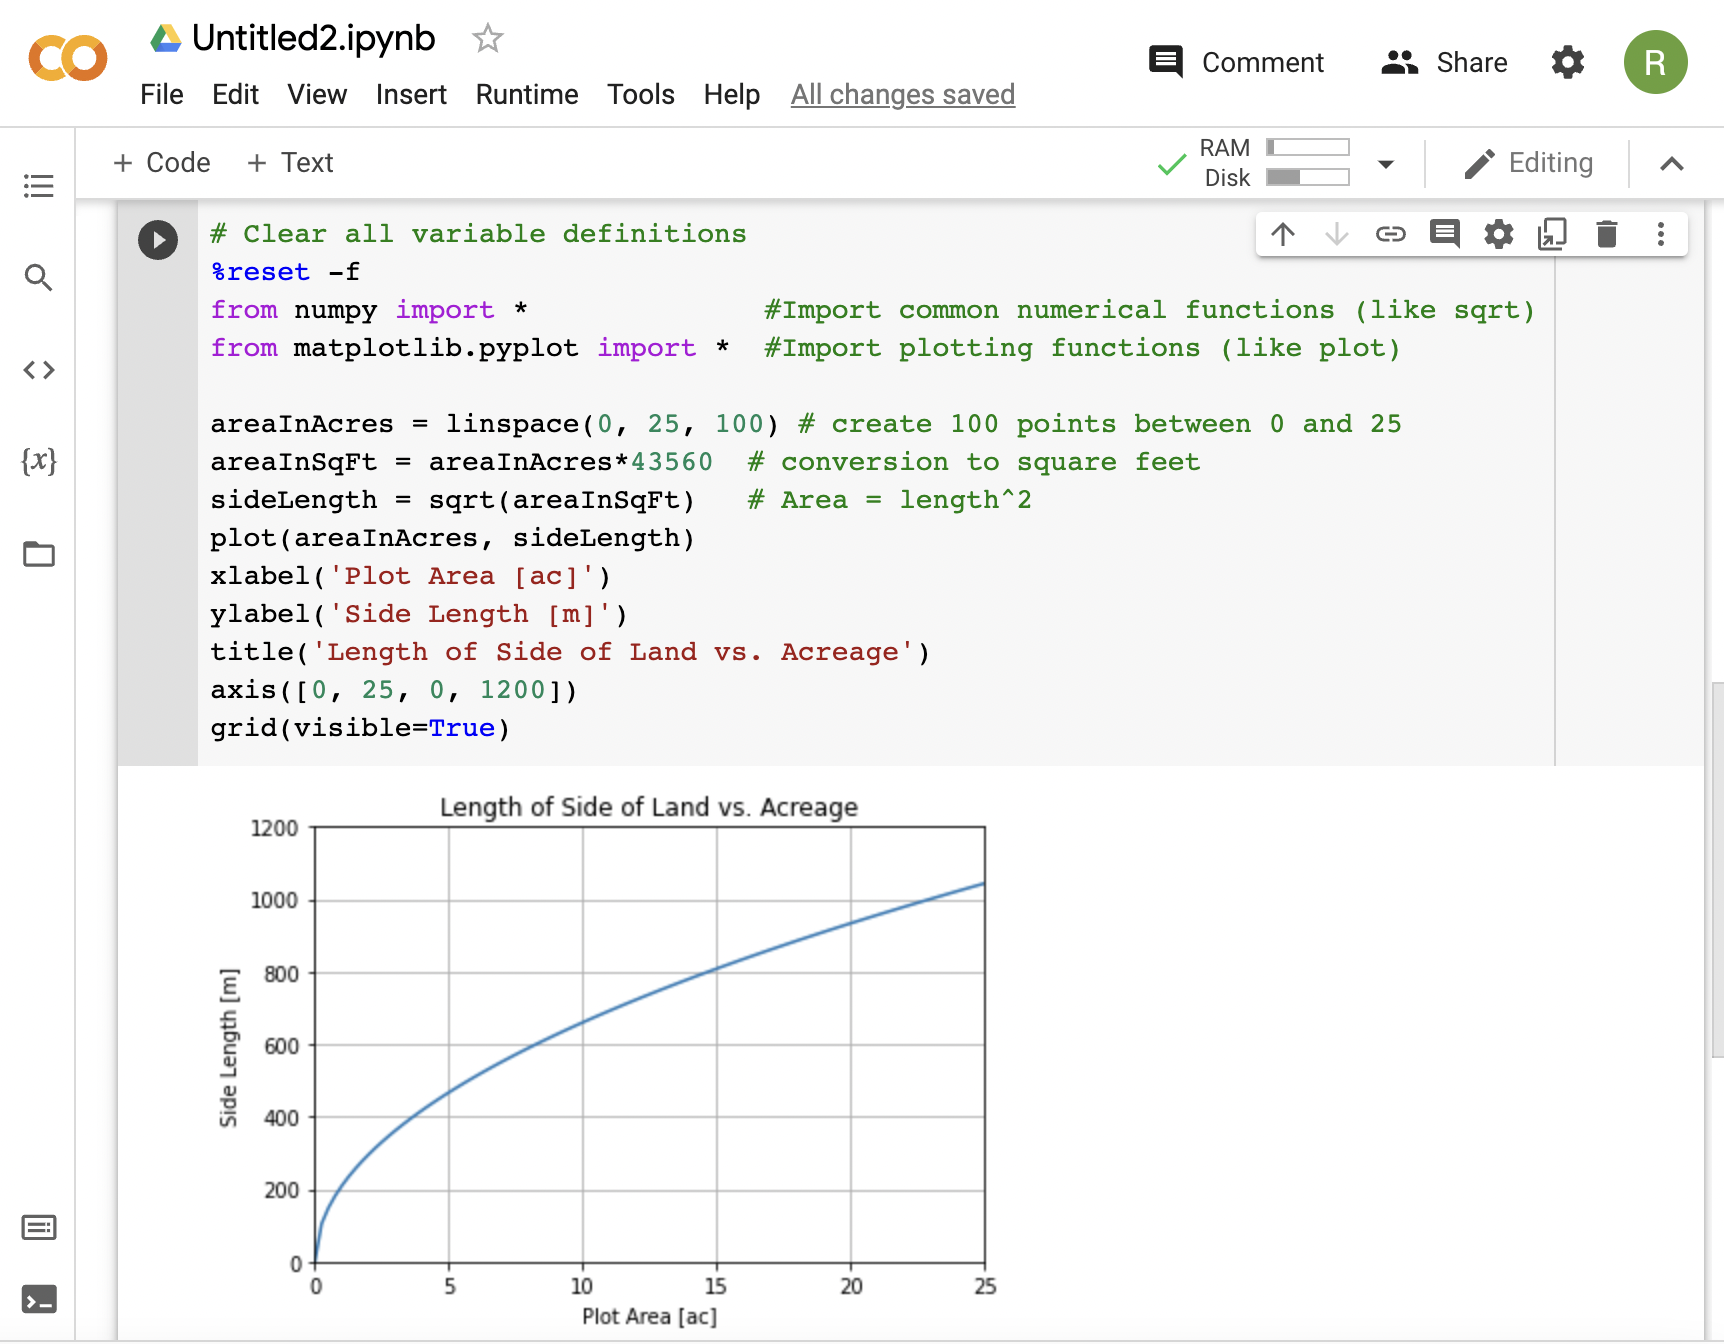 Untitled2.ipynb
File Edit View Insert Runtime Tools Help All changes saved
Comment Share R
+ Code + Text
RAM
Disk
Editing
{x}
# Clear all variable definitions
%reset -f
from numpy import * #Import common numerical functions (like sqrt)
from matplotlib.pyplot import * #Import plotting functions (like plot)
areaInAcres = linspace(0, 25, 100) # create 100 points between 0 and 25
areaInSqFt = areaInAcres*43560 # conversion to square feet
sideLength = sqrt(areaInSqFt) # Area = length^2
plot(areaInAcres, sideLength)
xlabel('Plot Area [ac]')
ylabel('Side Length [m]')
title('Length of Side of Land vs. Acreage')
axis([0, 25, 0, 1200])
grid(visible=True)
Length of Side of Land vs. Acreage
1200
1000
800
600
400
200
0
Side Length [m]
0 5 10 15 20 25
Plot Area [ac]